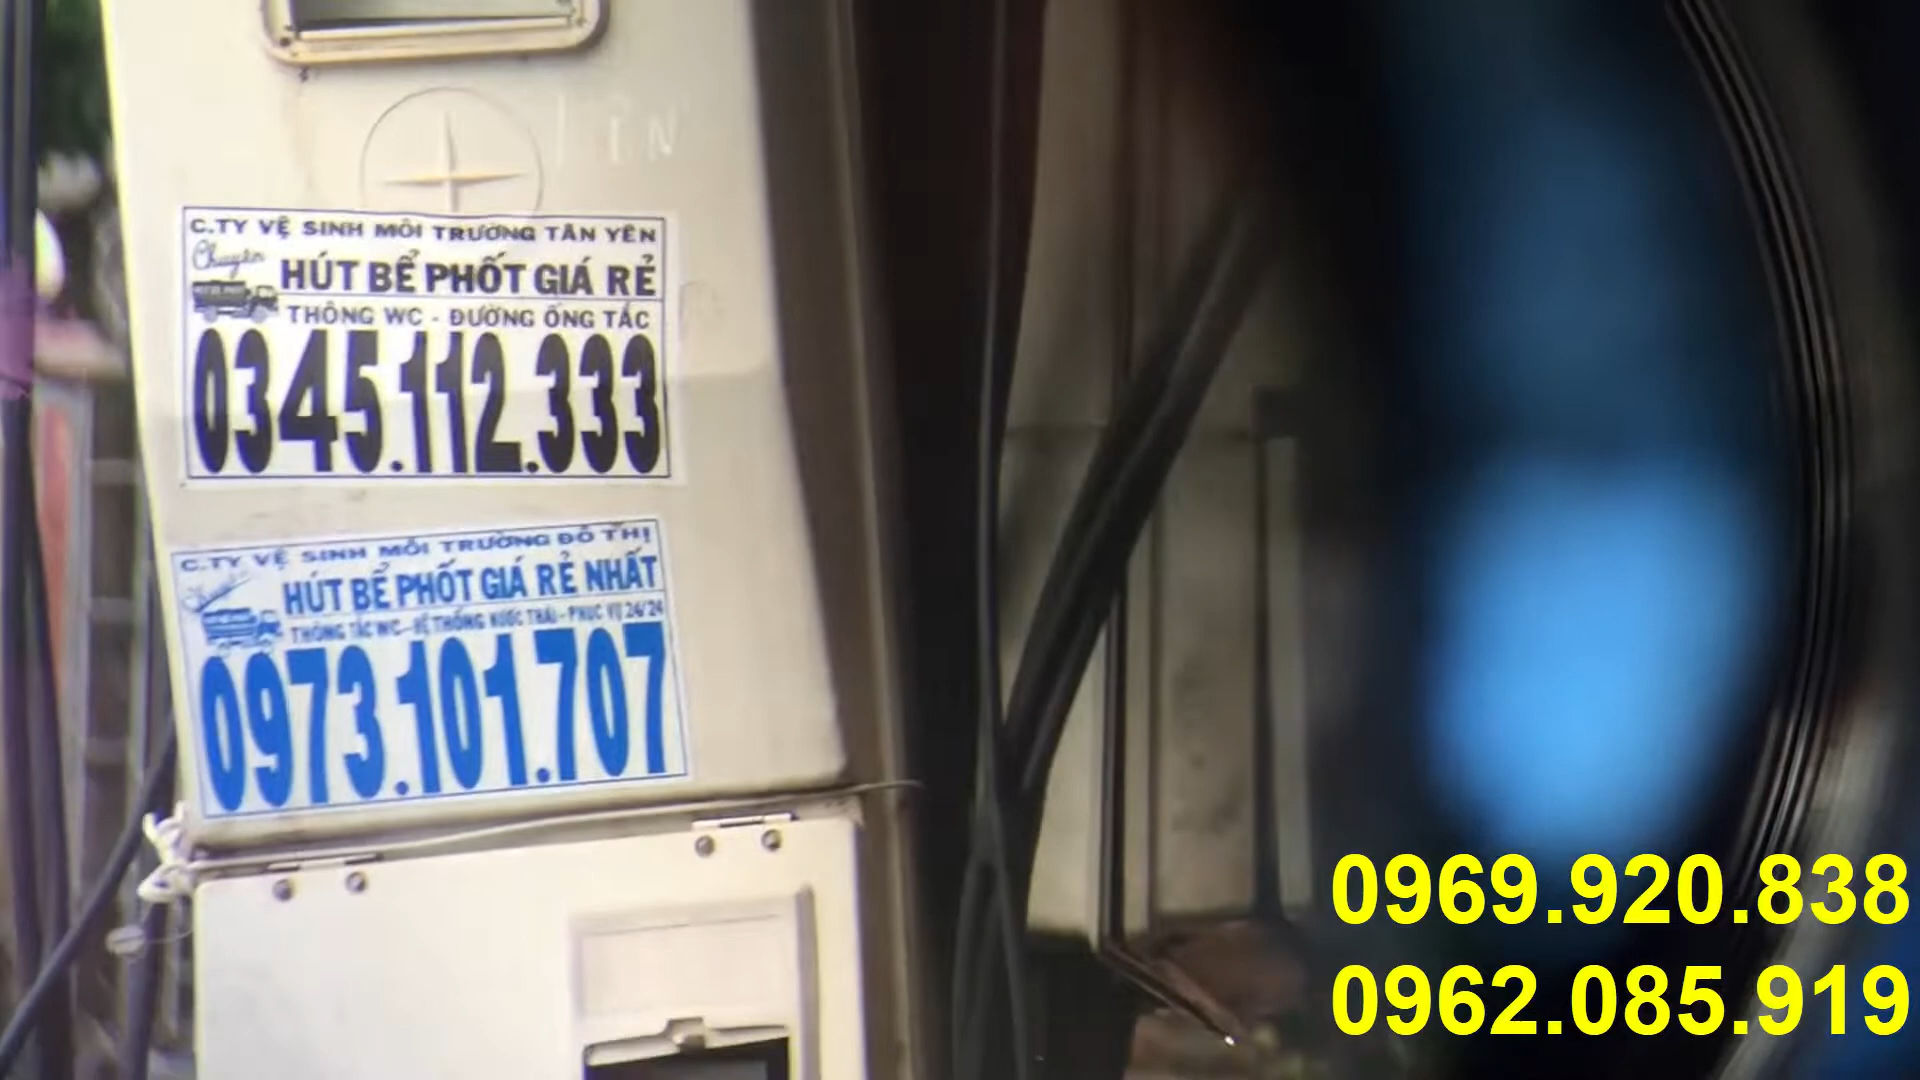 C.TY VỆ SINH MÔI TRƯỜNG TÂN YÊN
Chuyên
HÚT BỂ PHỐT GIÁ RẺ
THÔNG WC - ĐƯỜNG ỐNG TẮC
0345.112.333
C.TY VỆ SINH MÔI TRƯỜNG ĐÔ THỊ
HÚT BỂ PHỐT GIÁ RẺ NHẤT
THÔNG TẮC WC - HỆ THỐNG NƯỚC THẢI - PHỤC VỤ 24/24
0973.101.707
0969.920.838
0962.085.919